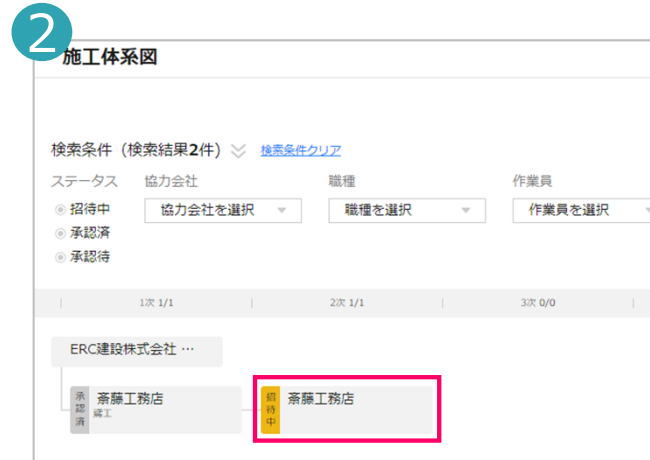 2
施工体系図
検索条件（検索結果2件） 検索条件クリア
ステータス 協力会社 職種 作業員
招待中 協力会社を選択 職種を選択 作業員を選択
承認済
承認待
1次 1/1 2次 1/1 3次 0/0
ERC建設株式会社 …
承認済 斎藤工務店
鳶工
招待中 斎藤工務店